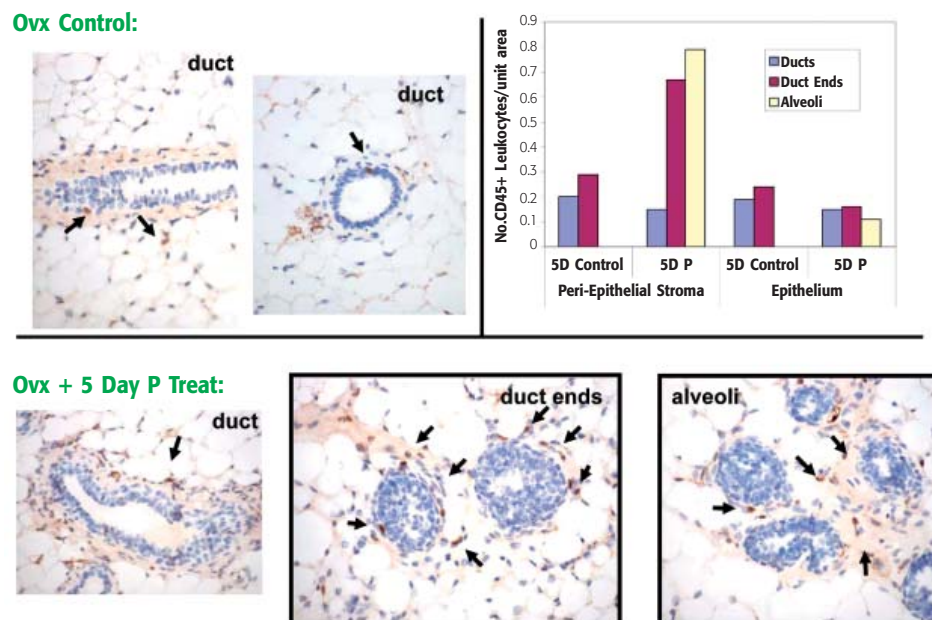 Ovx Control:
duct
duct
No.CD45+ Leukocytes/unit area
0.9
0.8
0.7
0.6
0.5
0.4
0.3
0.2
0.1
0
Ducts
Duct Ends
Alveoli
5D Control
5D P
5D Control
5D P
Peri-Epithelial Stroma
Epithelium
Ovx + 5 Day P Treat:
duct
duct ends
alveoli